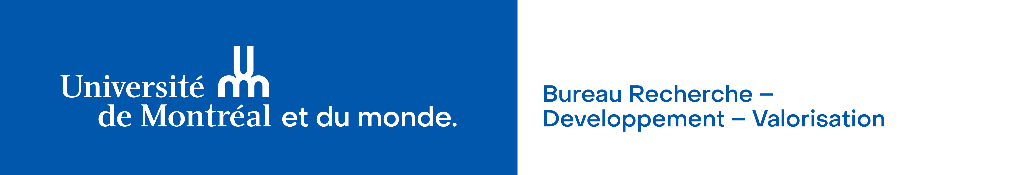 Université
de Montréal et du monde.
Bureau Recherche –
Developpement – Valorisation